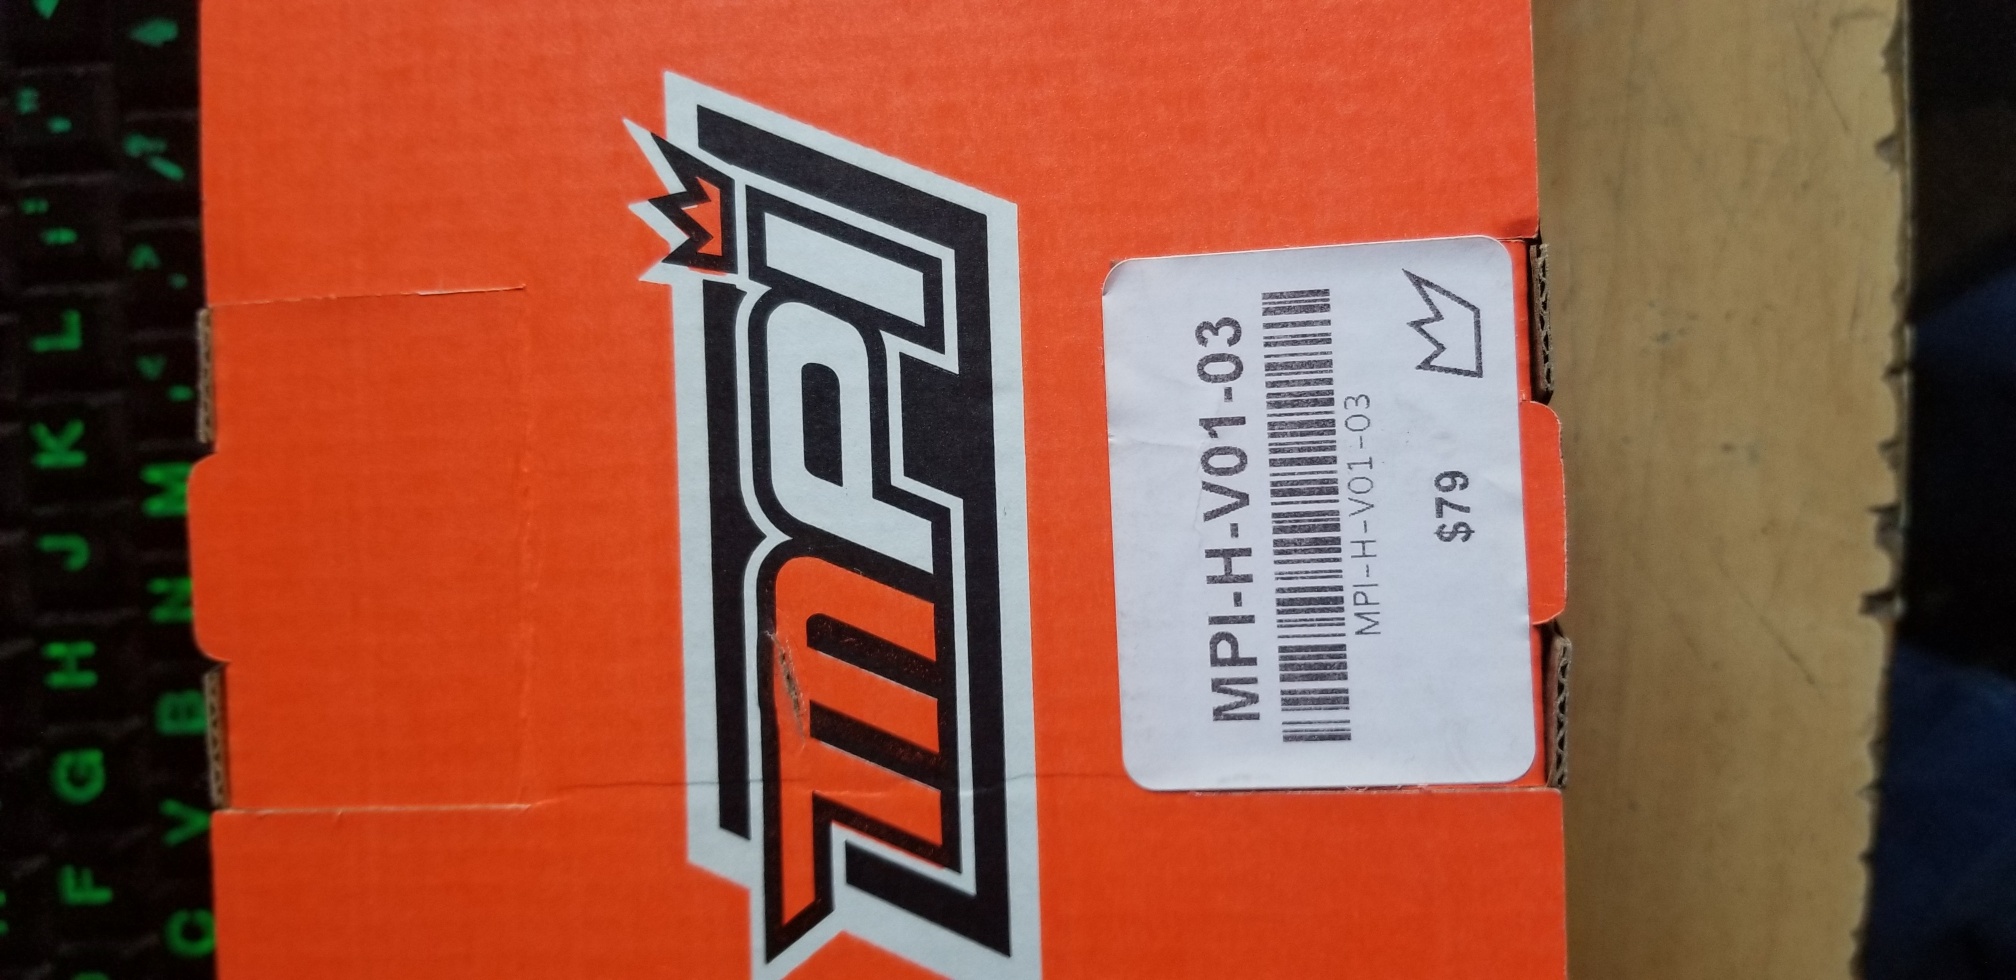 MPI
MPI-H-V01-03
MPI-H-V01-03
$79
L
K
J
H
G
F
M
N
B
V
C